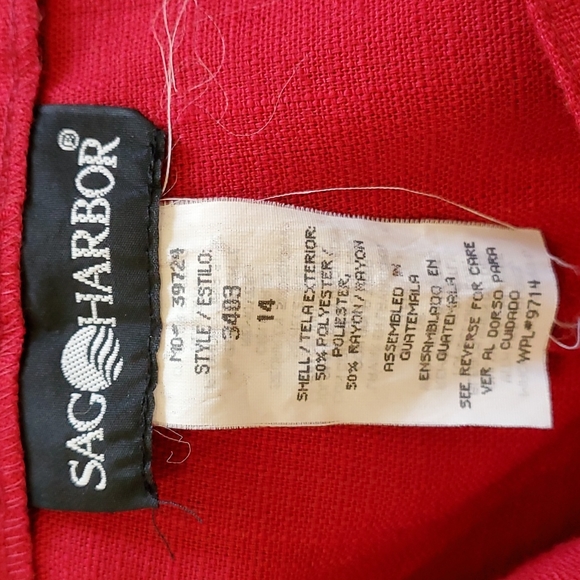 SAG HARBOR®
MO# 39724
STYLE/ESTILO:
3403
14
SHELL/TELA EXTERIOR:
50% POLYESTER/
POLIESTER,
50% RAYON/RAYON
ASSEMBLED IN
GUATEMALA
ENSAMBLADO EN
GUATEMALA
SEE REVERSE FOR CARE
VER AL DORSO PARA
CUIDADO
WPL#9714